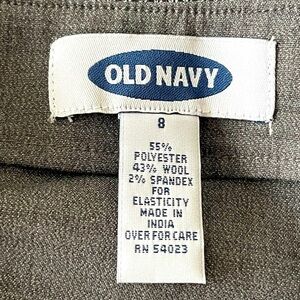 OLD NAVY
8
55%
POLYESTER
43% WOOL
2% SPANDEX
FOR
ELASTICITY
MADE IN
INDIA
OVER FOR CARE
RN 54023